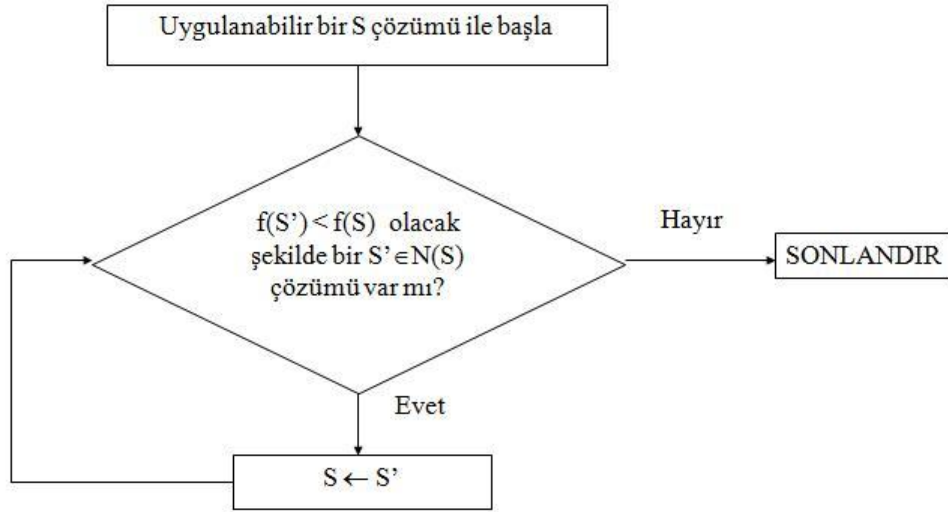 Uygulanabilir bir S çözümü ile başla
f(S’) < f(S) olacak
şekilde bir S’∈N(S)
çözümü var mı?
Hayır
SONLANDIR
Evet
S ← S’